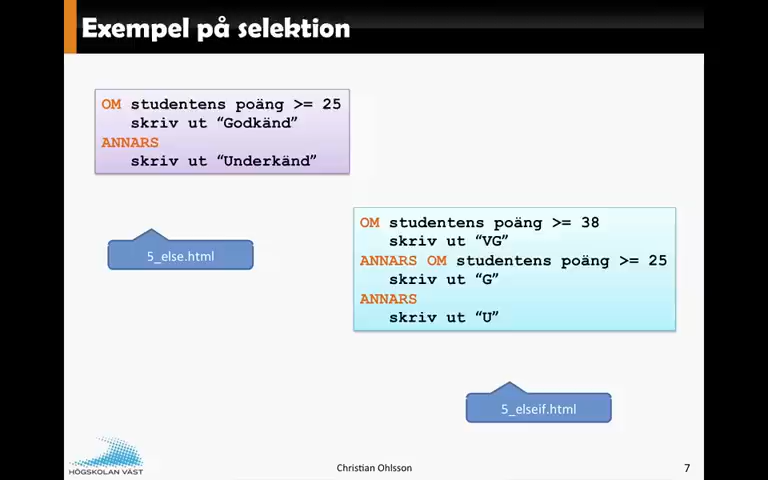 Exempel på selektion
OM studentens poäng >= 25
skriv ut “Godkänd”
ANNARS
skriv ut “Underkänd”
5_else.html
OM studentens poäng >= 38
skriv ut “VG”
ANNARS OM studentens poäng >= 25
skriv ut “G”
ANNARS
skriv ut “U”
5_elseif.html
HÖGSKOLAN VÄST
Christian Ohlsson
7